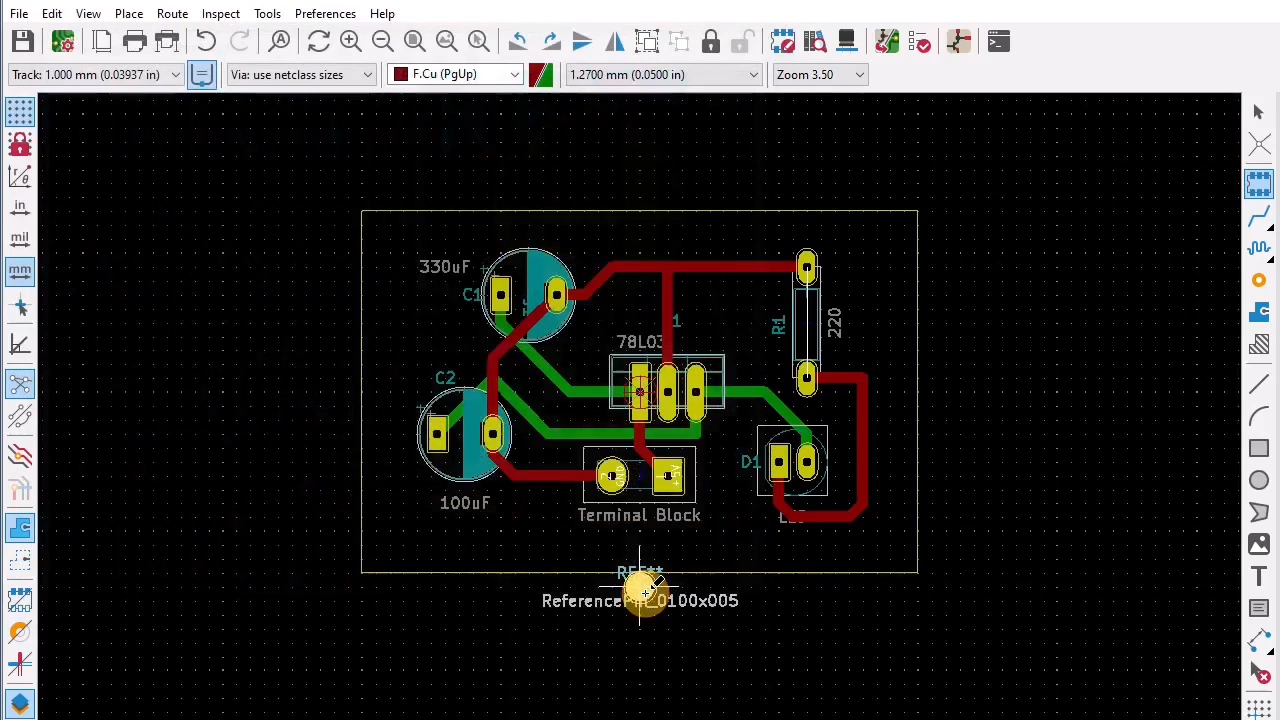 File Edit View Place Route Inspect Tools Preferences Help
Track: 1.000 mm (0.03937 in) Via: use netclass sizes F.Cu (PgUp) 1.2700 mm (0.0500 in) Zoom 3.50
in
mil
mm
330uF
C1
1
R1
220
78L03
C2
D1
GND
+5V
100uF
Terminal Block
REF**